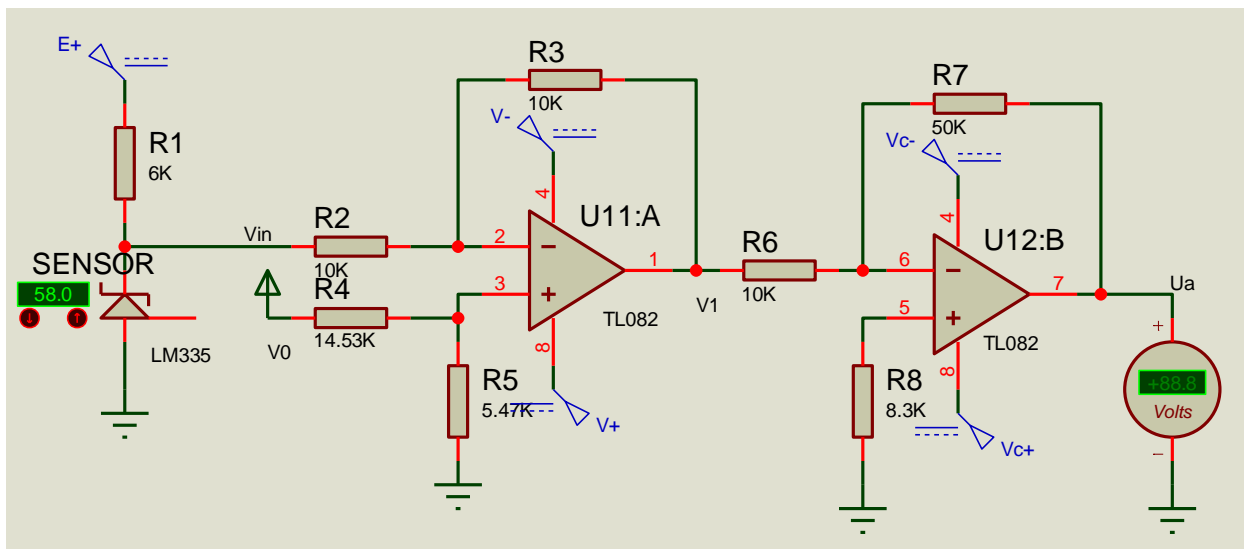 E+
R1
6K
SENSOR
58.0
LM335
Vin
R2
10K
R4
14.53K
V0
R3
10K
V-
4
U11:A
2
3
1
8
TL082
R5
5.47K
V+
V1
R6
10K
R7
50K
Vc-
4
U12:B
6
5
7
8
TL082
R8
8.3K
Vc+
Ua
+
+88.8
Volts